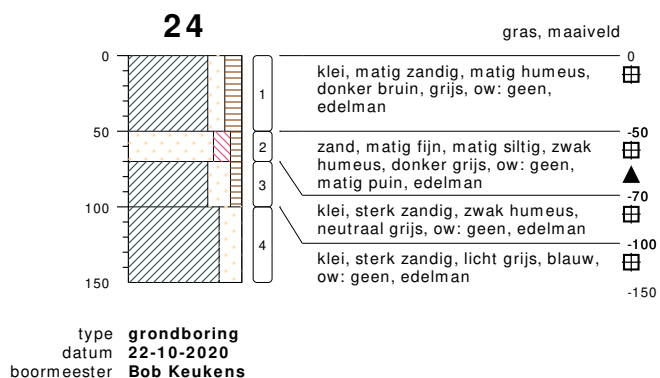 24
gras, maaiveld
0
0
klei, matig zandig, matig humeus,
donker bruin, grijs, ow: geen,
edelman
1
50
-50
2
zand, matig fijn, matig siltig, zwak
humeus, donker grijs, ow: geen,
matig puin, edelman
-70
3
klei, sterk zandig, zwak humeus,
neutraal grijs, ow: geen, edelman
100
-100
4
klei, sterk zandig, licht grijs, blauw,
ow: geen, edelman
150
-150
type grondboring
datum 22-10-2020
boormeester Bob Keukens